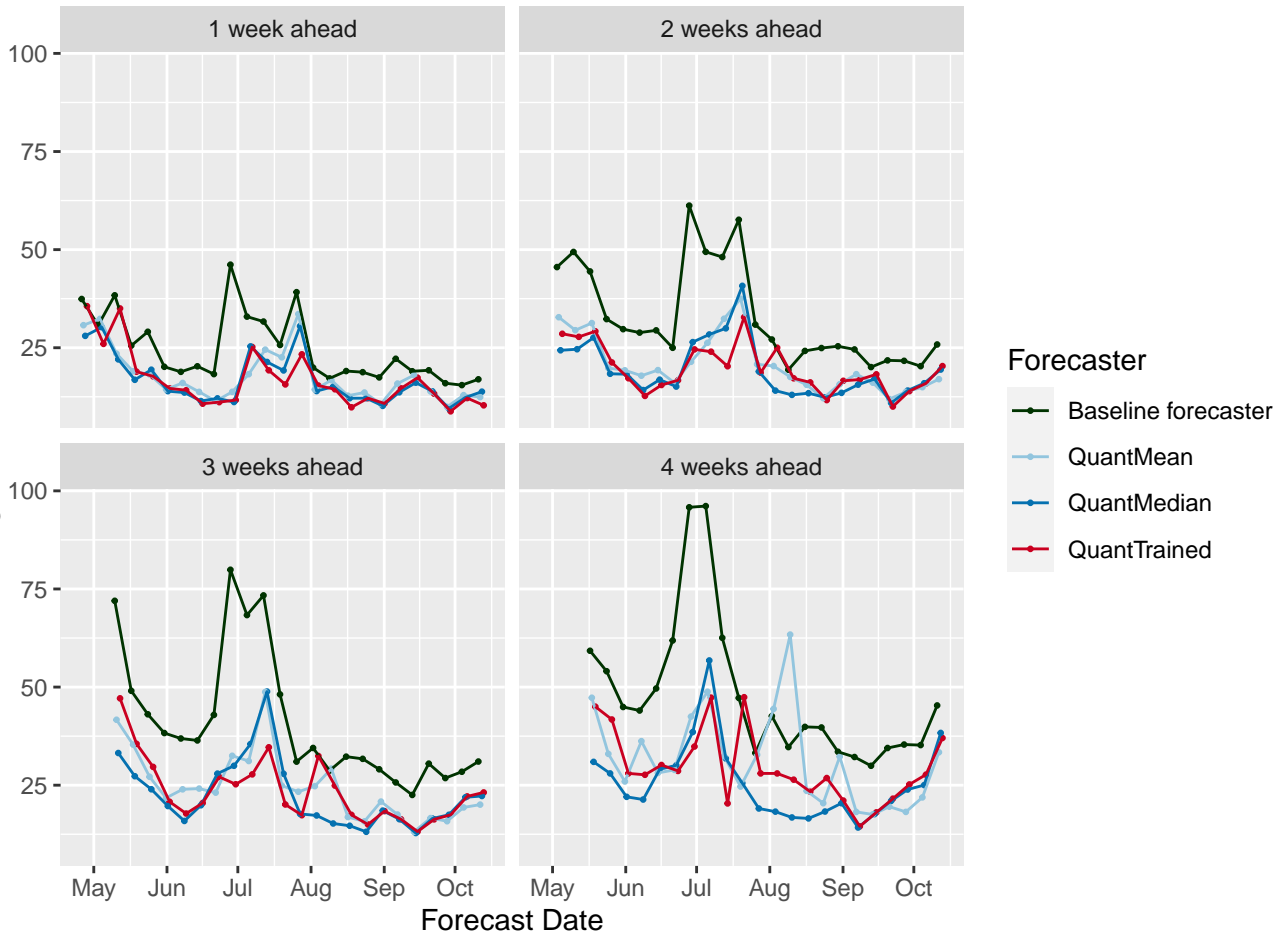 1 week ahead
2 weeks ahead
100
75
50
25
3 weeks ahead
4 weeks ahead
100
75
50
25
May Jun Jul Aug Sep Oct
May Jun Jul Aug Sep Oct
Forecast Date
Forecaster
Baseline forecaster
QuantMean
QuantMedian
QuantTrained